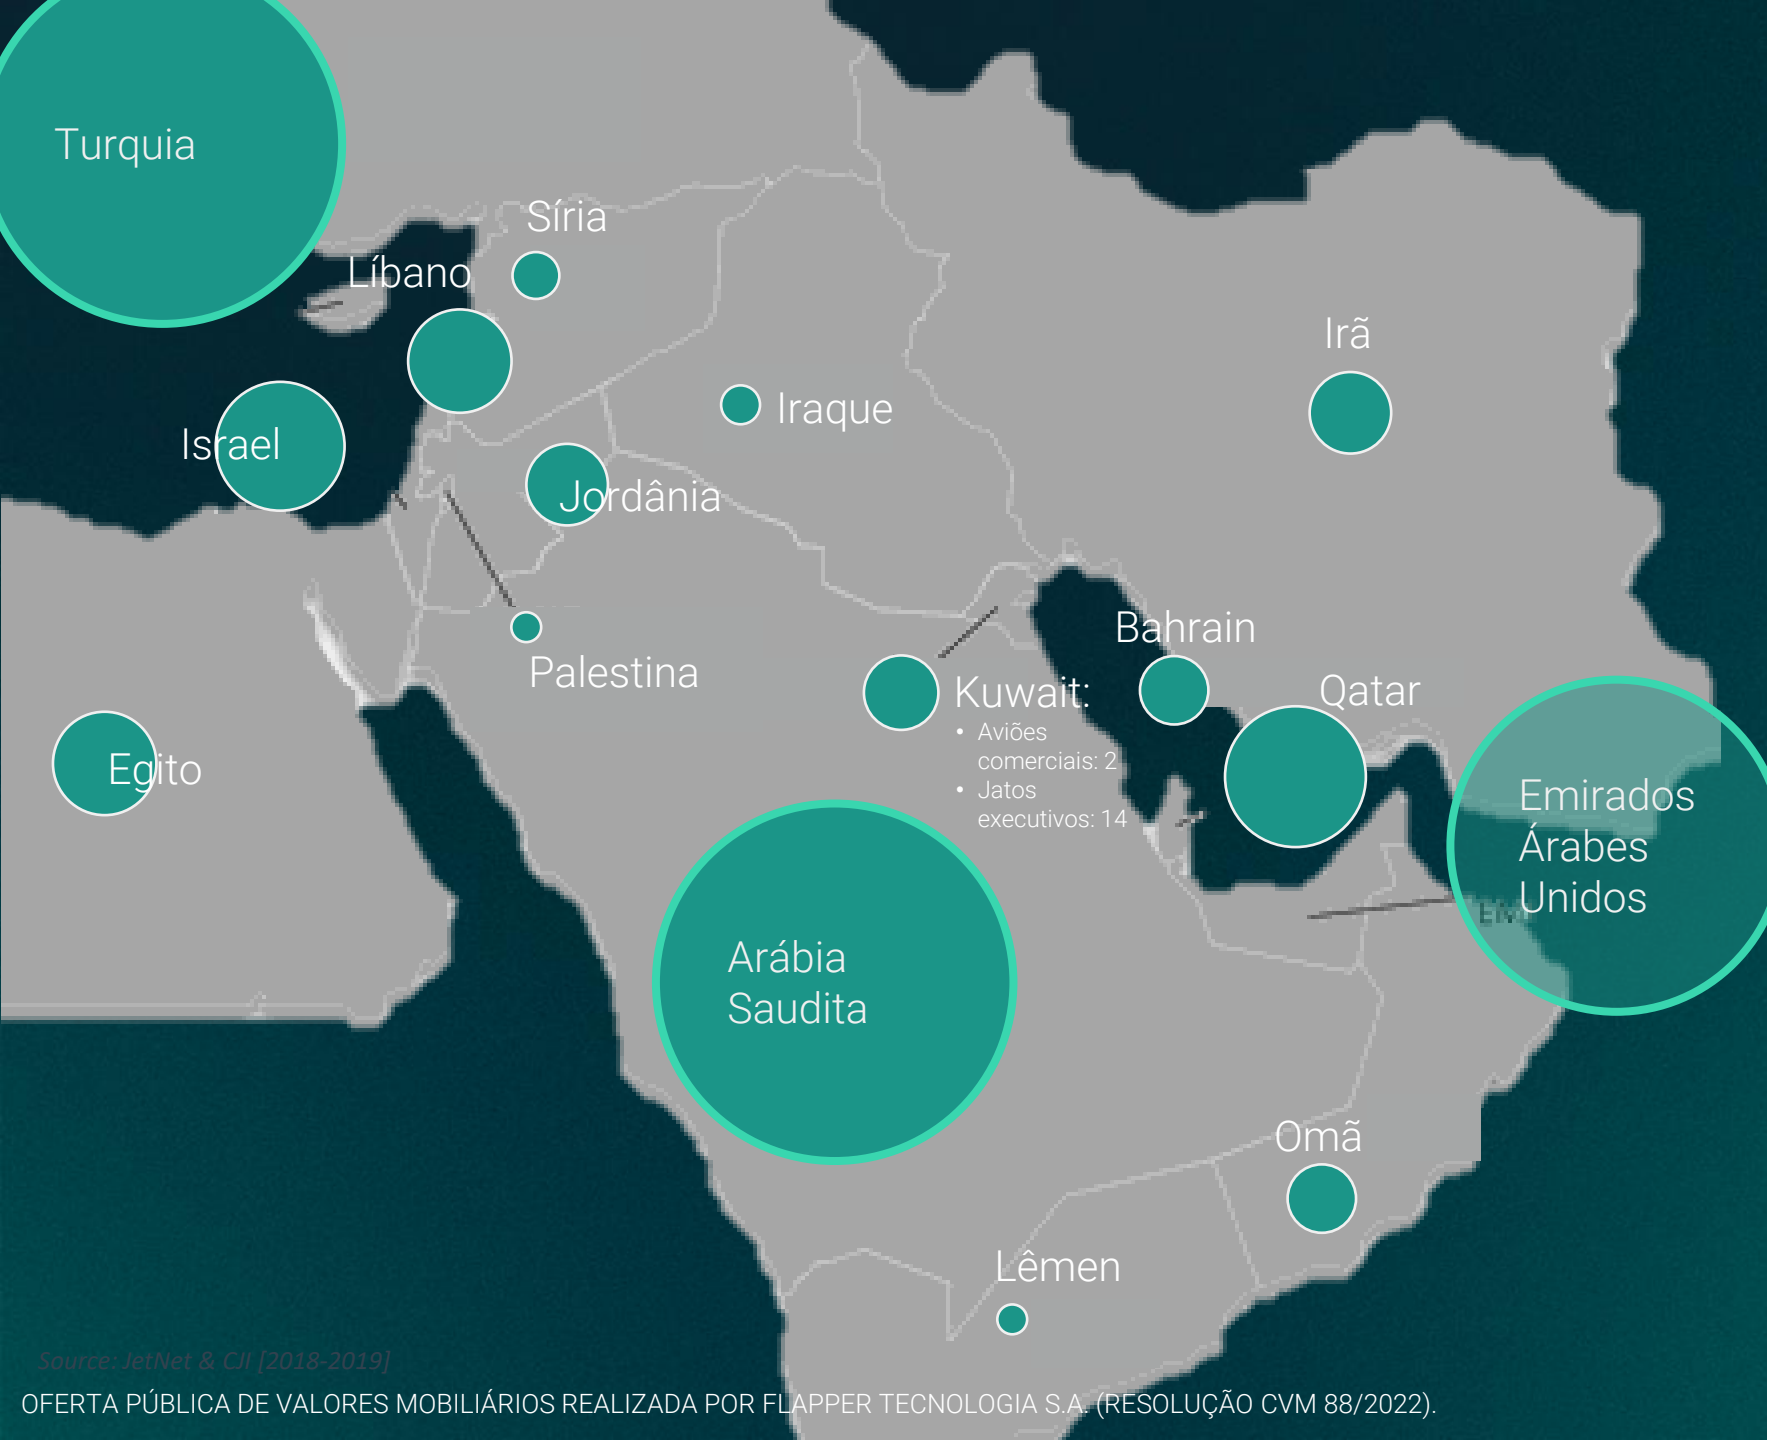 Turquia
Síria
Líbano
Irã
Iraque
Israel
Jordânia
Bahrain
Palestina
Kuwait:
• Aviões
comerciais: 2
• Jatos
executivos: 14
Qatar
Egito
Emirados
Árabes
Unidos
Arábia
Saudita
Omã
Lêmen
Source: JetNet & CJI [2018-2019]
OFERTA PÚBLICA DE VALORES MOBILIÁRIOS REALIZADA POR FLAPPER TECNOLOGIA S.A. (RESOLUÇÃO CVM 88/2022).